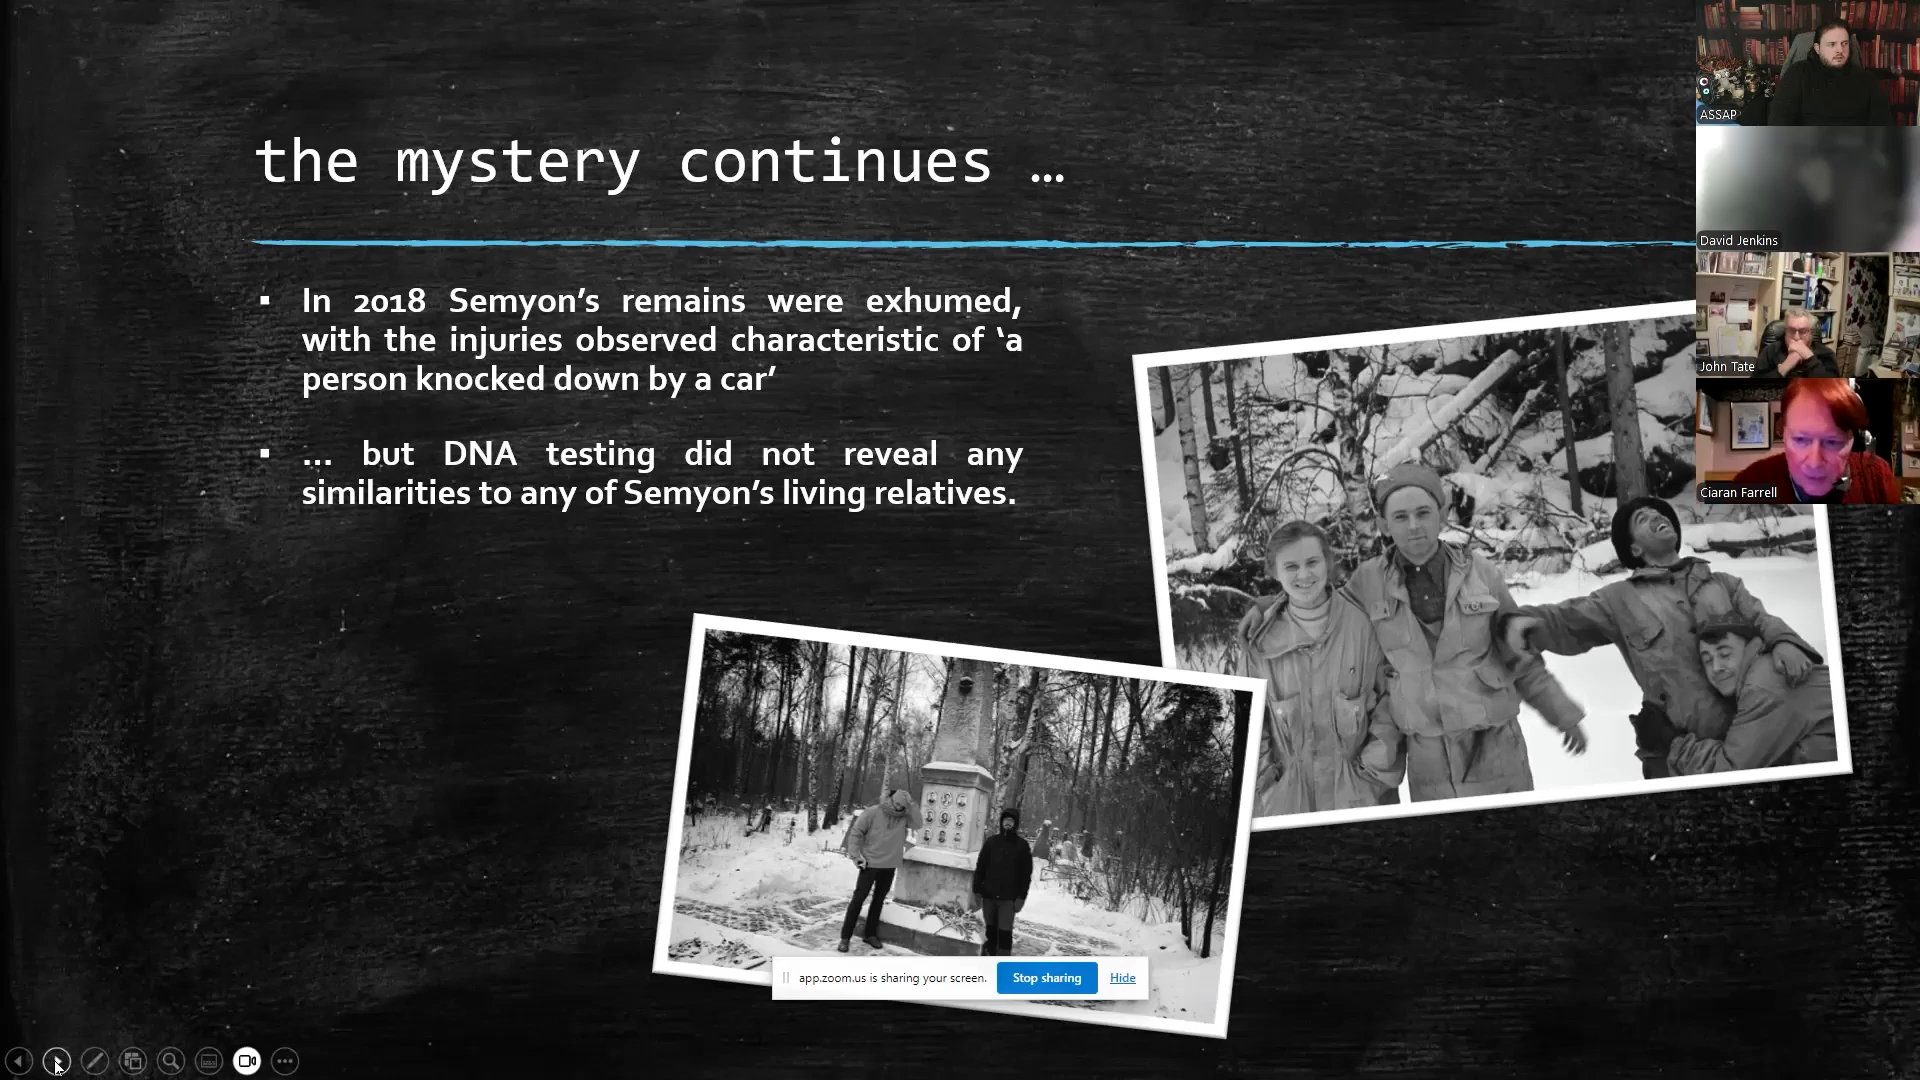 the mystery continues …
▪ In 2018 Semyon’s remains were exhumed,
with the injuries observed characteristic of ‘a
person knocked down by a car’
▪ … but DNA testing did not reveal any
similarities to any of Semyon’s living relatives.
ASSAP
David Jenkins
John Tate
Ciaran Farrell
app.zoom.us is sharing your screen. Stop sharing Hide